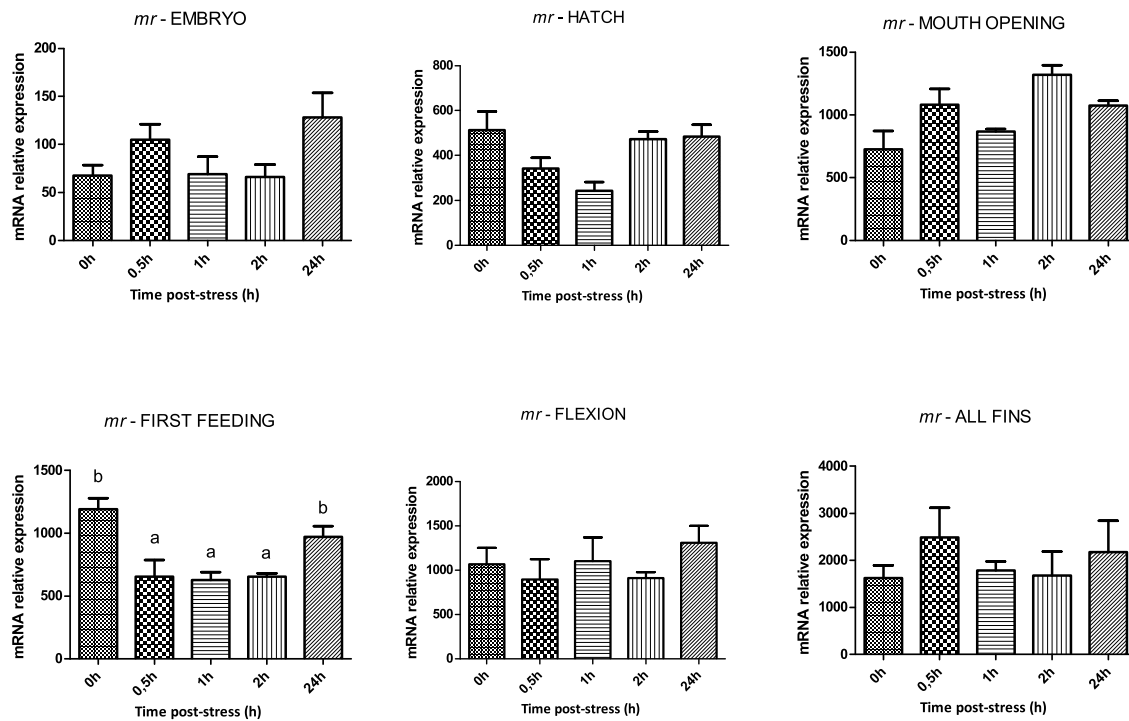 mr - EMBRYO
mRNA relative expression
200
150
100
50
0
0h
0,5h
1h
2h
24h
Time post-stress (h)
mr - HATCH
mRNA relative expression
800
600
400
200
0
0h
0,5h
1h
2h
24h
Time post-stress (h)
mr - MOUTH OPENING
mRNA relative expression
1500
1000
500
0
0h
0,5h
1h
2h
24h
Time post-stress (h)
mr - FIRST FEEDING
mRNA relative expression
1500
1000
500
0
b
a
a
a
b
0h
0,5h
1h
2h
24h
Time post-stress (h)
mr - FLEXION
mRNA relative expression
2000
1500
1000
500
0
0h
0,5h
1h
2h
24h
Time post-stress (h)
mr - ALL FINS
mRNA relative expression
4000
3000
2000
1000
0
0h
0,5h
1h
2h
24h
Time post-stress (h)